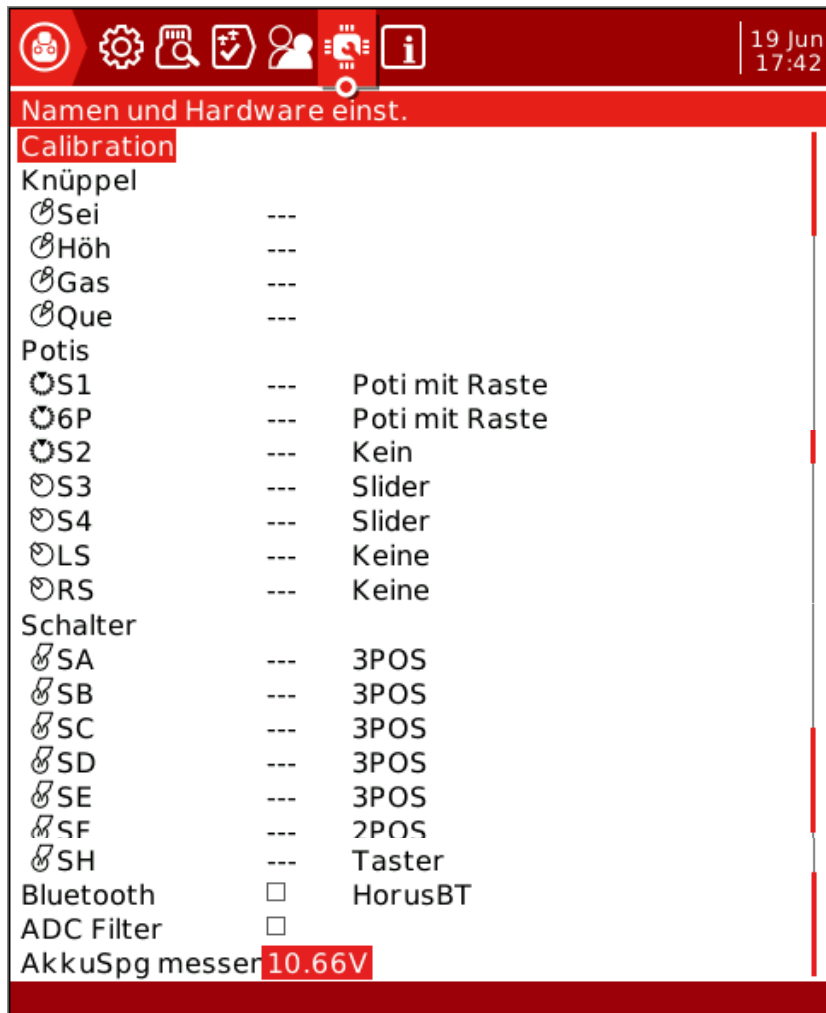 19 Jun
17:42
Namen und Hardware einst.
Calibration
Knüppel
Sei ---
Höh ---
Gas ---
Que ---
Potis
S1 --- Poti mit Raste
6P --- Poti mit Raste
S2 --- Kein
S3 --- Slider
S4 --- Slider
LS --- Keine
RS --- Keine
Schalter
SA --- 3POS
SB --- 3POS
SC --- 3POS
SD --- 3POS
SE --- 3POS
SF --- 2POS
SH --- Taster
Bluetooth HorusBT
ADC Filter
AkkuSpg messen 10.66V